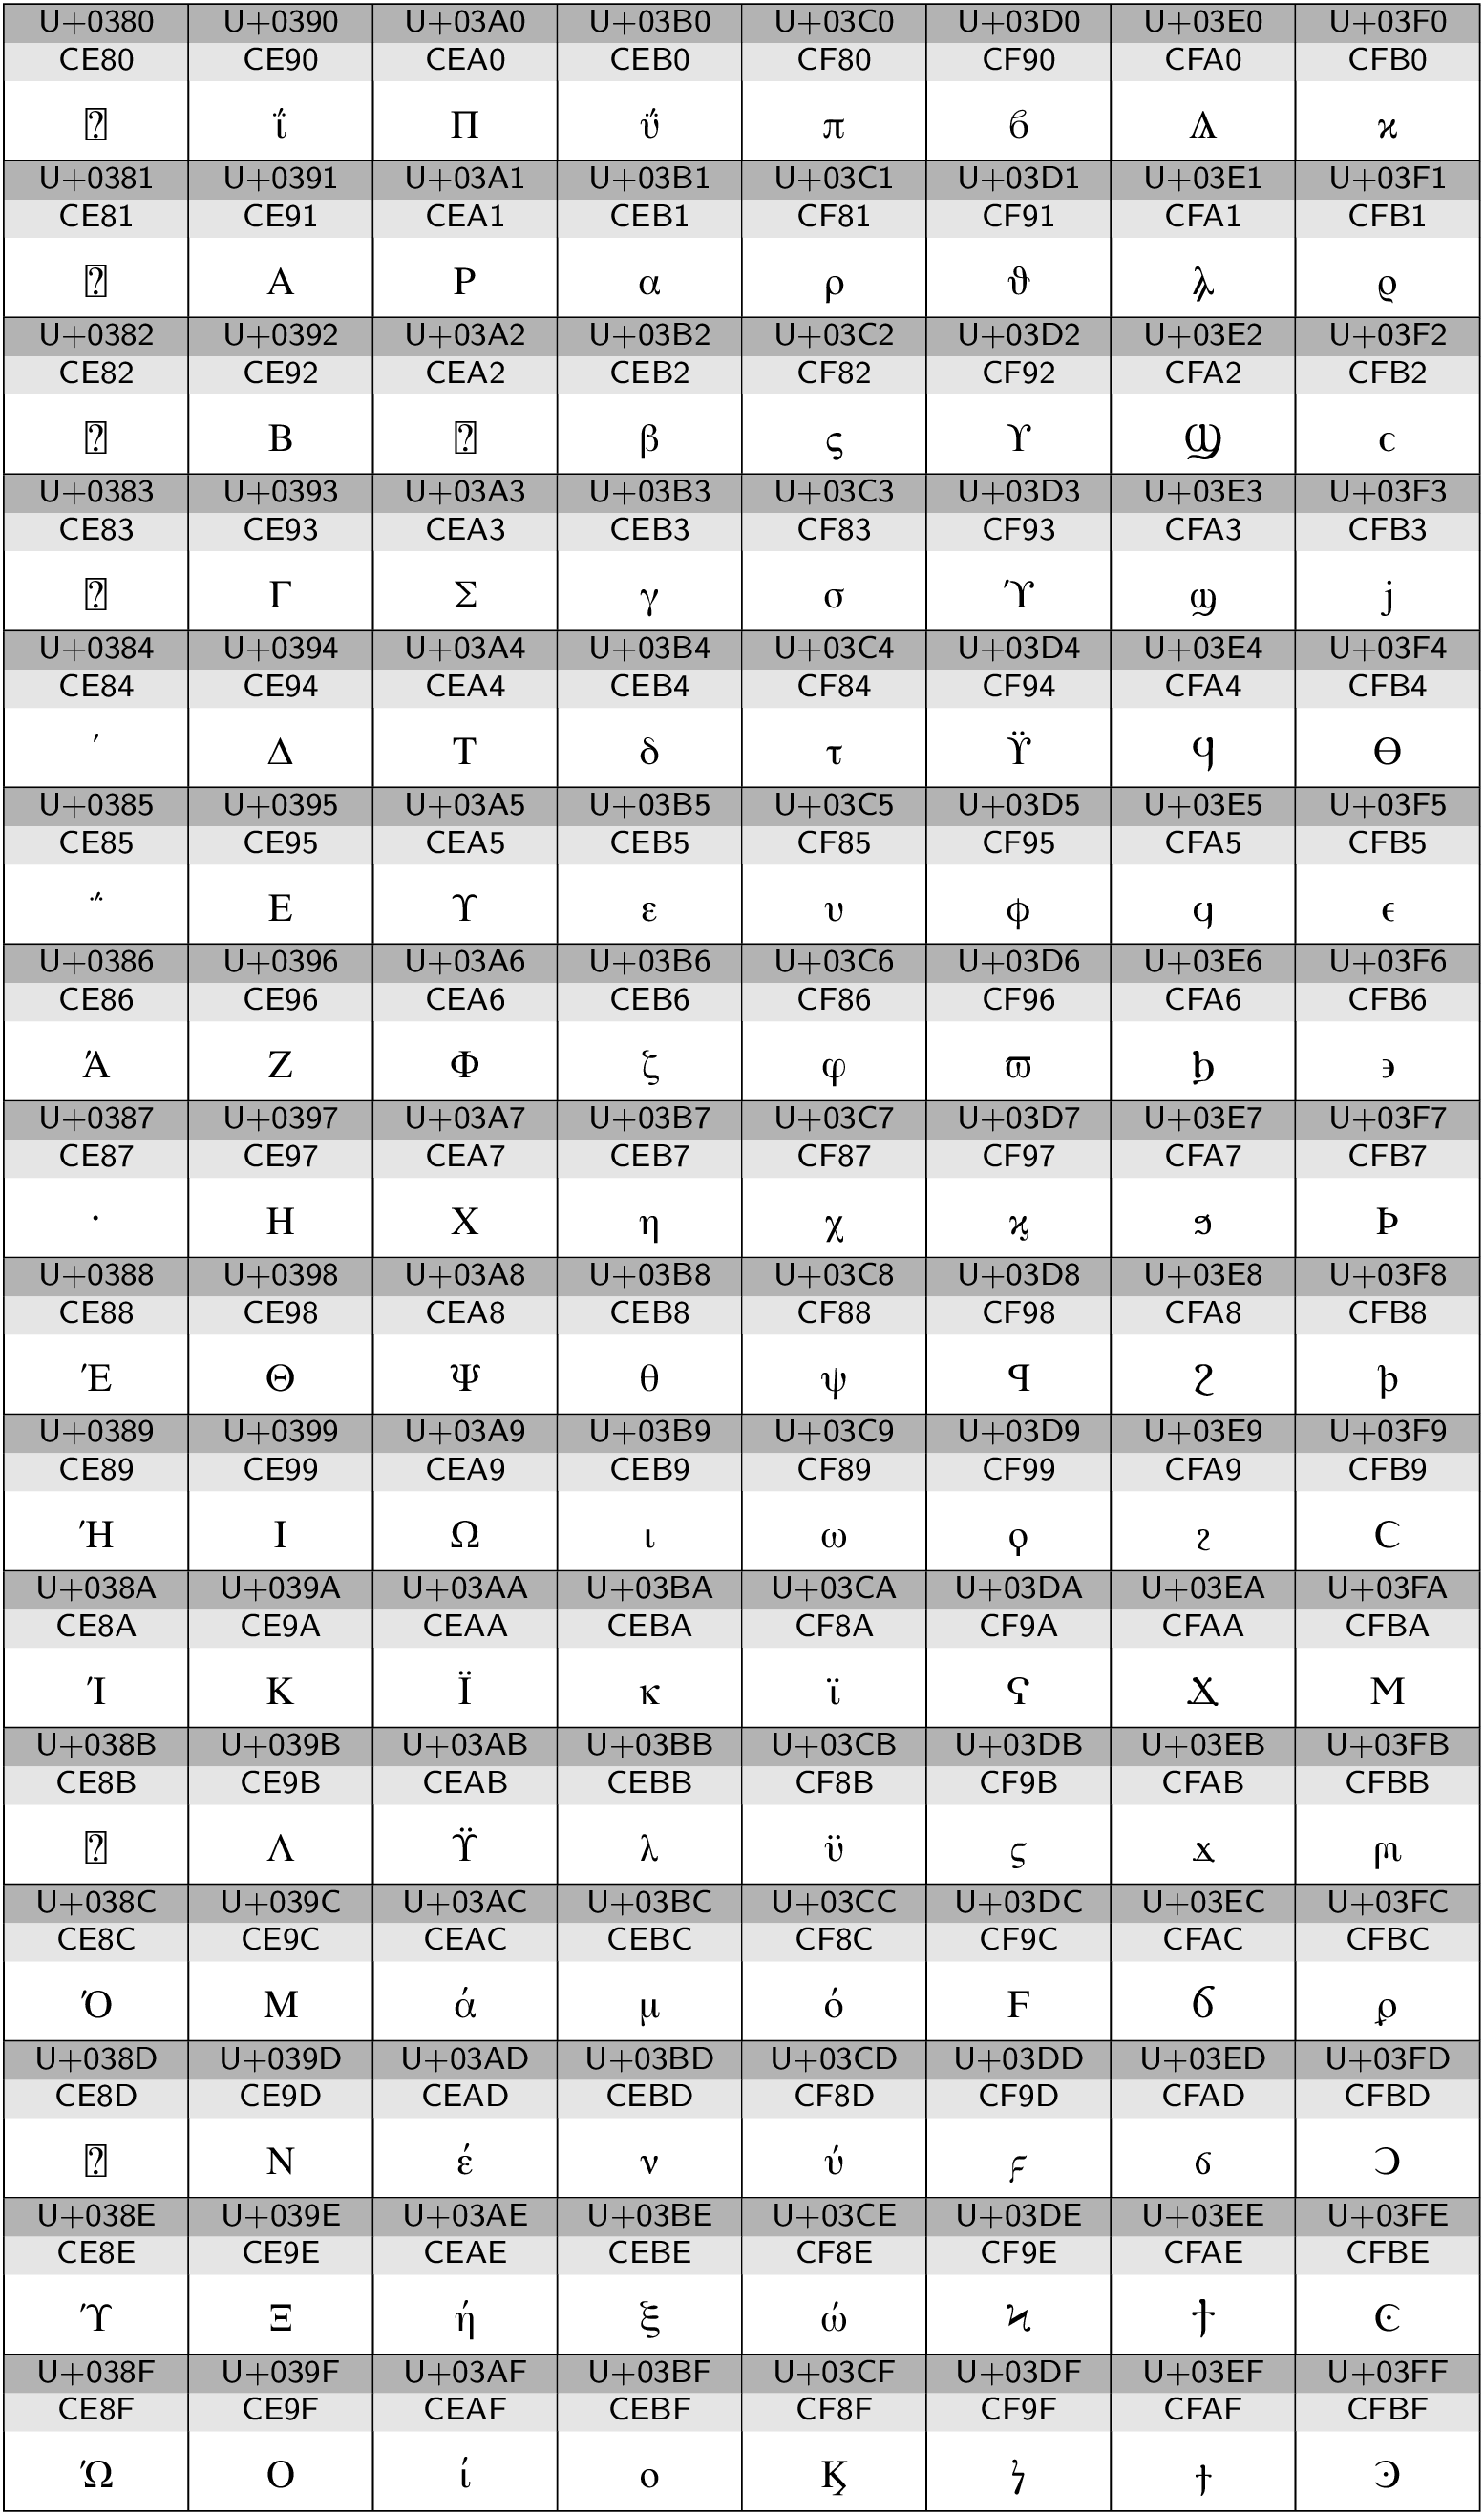 U+0380 U+0390 U+03A0 U+03B0 U+03C0 U+03D0 U+03E0 U+03F0
CE80 CE90 CEA0 CEB0 CF80 CF90 CFA0 CFB0
⍰ ΐ Π ΰ π ϐ Ϡ ϰ
U+0381 U+0391 U+03A1 U+03B1 U+03C1 U+03D1 U+03E1 U+03F1
CE81 CE91 CEA1 CEB1 CF81 CF91 CFA1 CFB1
⍰ Α Ρ α ρ ϑ ϡ ϱ
U+0382 U+0392 U+03A2 U+03B2 U+03C2 U+03D2 U+03E2 U+03F2
CE82 CE92 CEA2 CEB2 CF82 CF92 CFA2 CFB2
⍰ Β ⍰ β ς ϒ Ϣ ϲ
U+0383 U+0393 U+03A3 U+03B3 U+03C3 U+03D3 U+03E3 U+03F3
CE83 CE93 CEA3 CEB3 CF83 CF93 CFA3 CFB3
⍰ Γ Σ γ σ ϓ ϣ ϳ
U+0384 U+0394 U+03A4 U+03B4 U+03C4 U+03D4 U+03E4 U+03F4
CE84 CE94 CEA4 CEB4 CF84 CF94 CFA4 CFB4
΄ Δ Τ δ τ ϔ Ϥ ϴ
U+0385 U+0395 U+03A5 U+03B5 U+03C5 U+03D5 U+03E5 U+03F5
CE85 CE95 CEA5 CEB5 CF85 CF95 CFA5 CFB5
΅ Ε Υ ε υ ϕ ϥ ϵ
U+0386 U+0396 U+03A6 U+03B6 U+03C6 U+03D6 U+03E6 U+03F6
CE86 CE96 CEA6 CEB6 CF86 CF96 CFA6 CFB6
Ά Ζ Φ ζ φ ϖ Ϧ ϶
U+0387 U+0397 U+03A7 U+03B7 U+03C7 U+03D7 U+03E7 U+03F7
CE87 CE97 CEA7 CEB7 CF87 CF97 CFA7 CFB7
· Η Χ η χ ϗ ϧ Ϸ
U+0388 U+0398 U+03A8 U+03B8 U+03C8 U+03D8 U+03E8 U+03F8
CE88 CE98 CEA8 CEB8 CF88 CF98 CFA8 CFB8
Έ Θ Ψ θ ψ Ϙ Ϩ ϸ
U+0389 U+0399 U+03A9 U+03B9 U+03C9 U+03D9 U+03E9 U+03F9
CE89 CE99 CEA9 CEB9 CF89 CF99 CFA9 CFB9
Ή Ι Ω ι ω ϙ ϩ Ϲ
U+038A U+039A U+03AA U+03BA U+03CA U+03DA U+03EA U+03FA
CE8A CE9A CEAA CEBA CF8A CF9A CFAA CFBA
Ί Κ Ϊ κ ϊ Ϛ Ϫ Ϻ
U+038B U+039B U+03AB U+03BB U+03CB U+03DB U+03EB U+03FB
CE8B CE9B CEAB CEBB CF8B CF9B CFAB CFBB
⍰ Λ Ϋ λ ϋ ϛ ϫ ϻ
U+038C U+039C U+03AC U+03BC U+03CC U+03DC U+03EC U+03FC
CE8C CE9C CEAC CEBC CF8C CF9C CFAC CFBC
Ό Μ ά μ ό Ϝ Ϭ ϼ
U+038D U+039D U+03AD U+03BD U+03CD U+03DD U+03ED U+03FD
CE8D CE9D CEAD CEBD CF8D CF9D CFAD CFBD
⍰ Ν έ ν ύ ϝ ϭ Ͻ
U+038E U+039E U+03AE U+03BE U+03CE U+03DE U+03EE U+03FE
CE8E CE9E CEAE CEBE CF8E CF9E CFAE CFBE
Ύ Ξ ή ξ ώ Ϟ Ϯ Ͼ
U+038F U+039F U+03AF U+03BF U+03CF U+03DF U+03EF U+03FF
CE8F CE9F CEAF CEBF CF8F CF9F CFAF CFBF
Ώ Ο ί ο Ϗ ϟ ϯ Ͽ